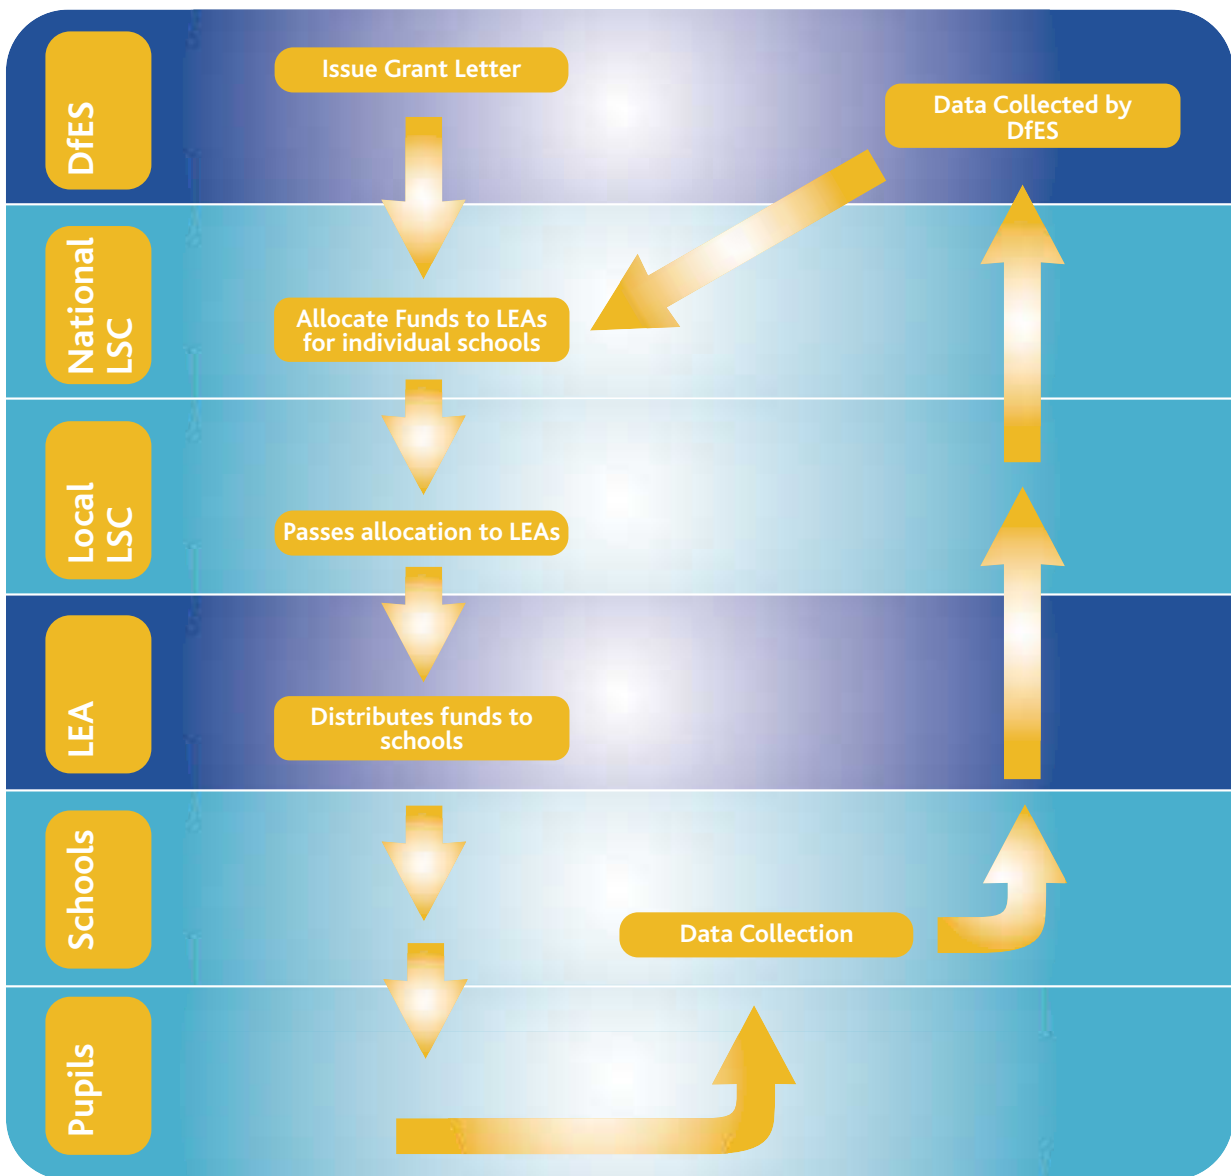 DfES
Issue Grant Letter
Data Collected by
DfES
National
LSC
Allocate Funds to LEAs
for individual schools
Local
LSC
Passes allocation to LEAs
LEA
Distributes funds to
schools
Schools
Data Collection
Pupils